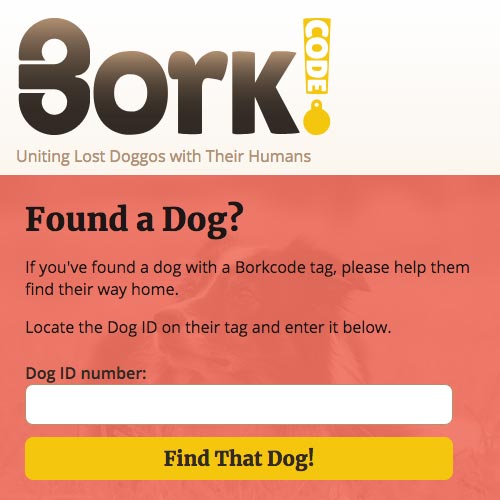 Bork! CODE
Uniting Lost Doggos with Their Humans
Found a Dog?
If you've found a dog with a Borkcode tag, please help them
find their way home.
Locate the Dog ID on their tag and enter it below.
Dog ID number:
Find That Dog!